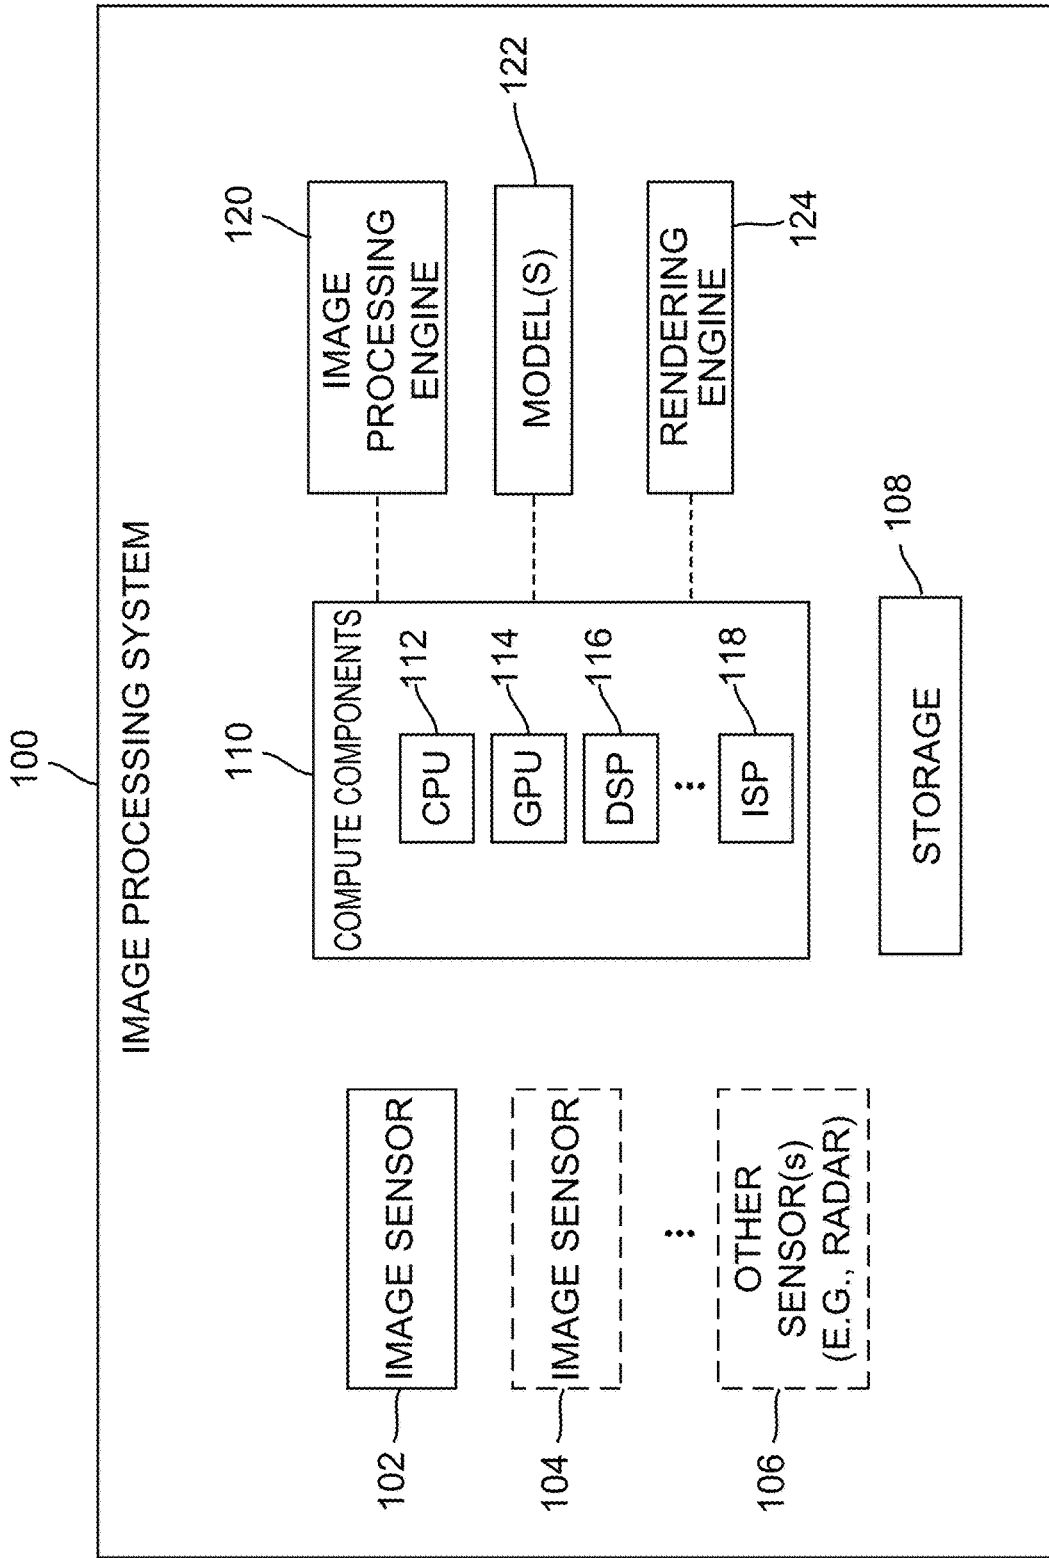 100
IMAGE PROCESSING SYSTEM
102
IMAGE SENSOR
104
IMAGE SENSOR
106
OTHER
SENSOR(s)
(E.G., RADAR)
110
COMPUTE COMPONENTS
CPU
112
GPU
114
DSP
116
ISP
118
STORAGE
108
120
IMAGE
PROCESSING
ENGINE
MODEL(S)
122
RENDERING
ENGINE
124